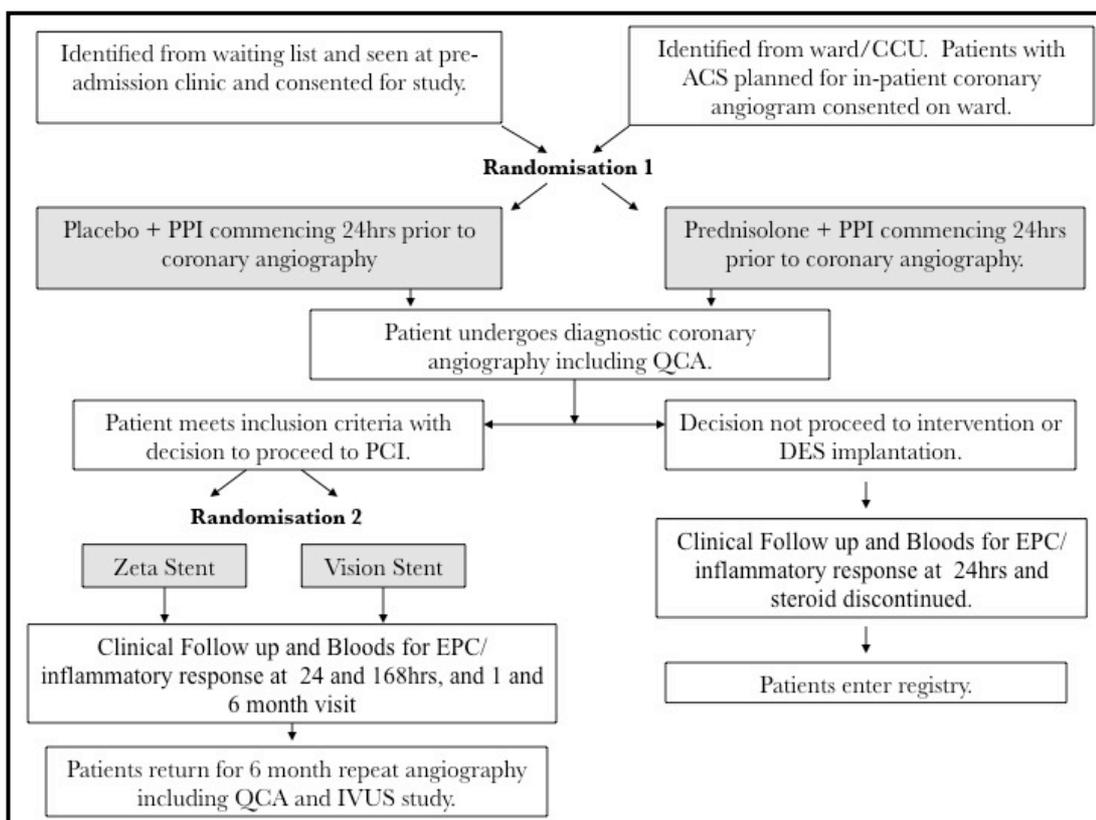 Identified from waiting list and seen at pre-
admission clinic and consented for study.
Identified from ward/CCU. Patients with
ACS planned for in-patient coronary
angiogram consented on ward.
Randomisation 1
Placebo + PPI commencing 24hrs prior to
coronary angiography
Prednisolone + PPI commencing 24hrs
prior to coronary angiography.
Patient undergoes diagnostic coronary
angiography including QCA.
Patient meets inclusion criteria with
decision to proceed to PCI.
Decision not proceed to intervention or
DES implantation.
Randomisation 2
Zeta Stent
Vision Stent
Clinical Follow up and Bloods for EPC/
inflammatory response at 24hrs and
steroid discontinued.
Clinical Follow up and Bloods for EPC/
inflammatory response at 24 and 168hrs, and 1 and
6 month visit
Patients enter registry.
Patients return for 6 month repeat angiography
including QCA and IVUS study.